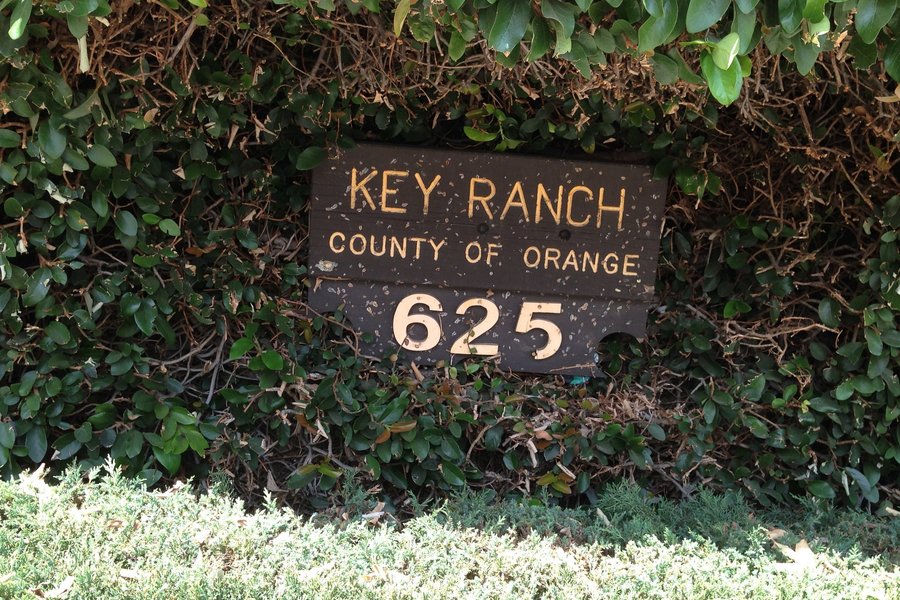 KEY RANCH
COUNTY OF ORANGE
625